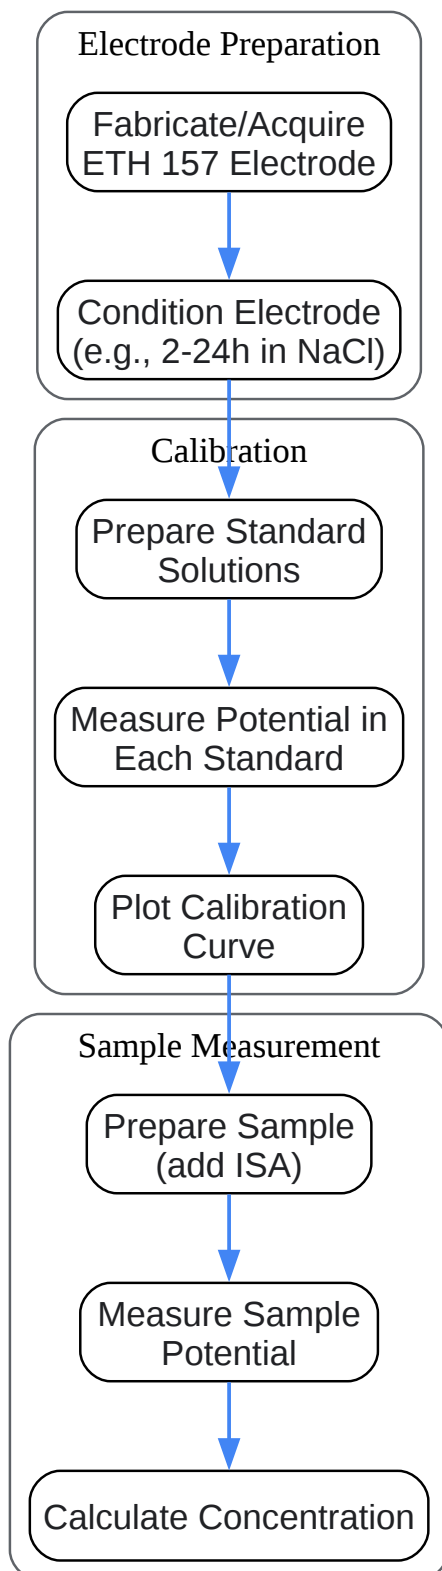 Electrode Preparation
Fabricate/Acquire
ETH 157 Electrode
Condition Electrode
(e.g., 2-24h in NaCl)
Calibration
Prepare Standard
Solutions
Measure Potential in
Each Standard
Plot Calibration
Curve
Sample Measurement
Prepare Sample
(add ISA)
Measure Sample
Potential
Calculate Concentration